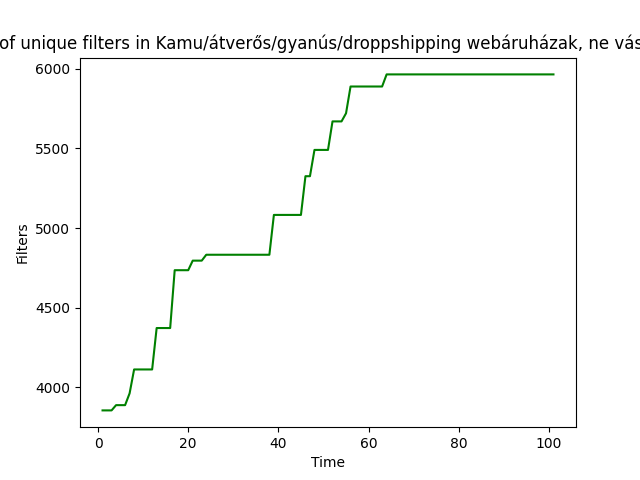 of unique filters in Kamu/átverős/gyanús/droppshipping webáruházak, ne vás
6000
5500
5000
4500
4000
Filters
0 20 40 60 80 100
Time